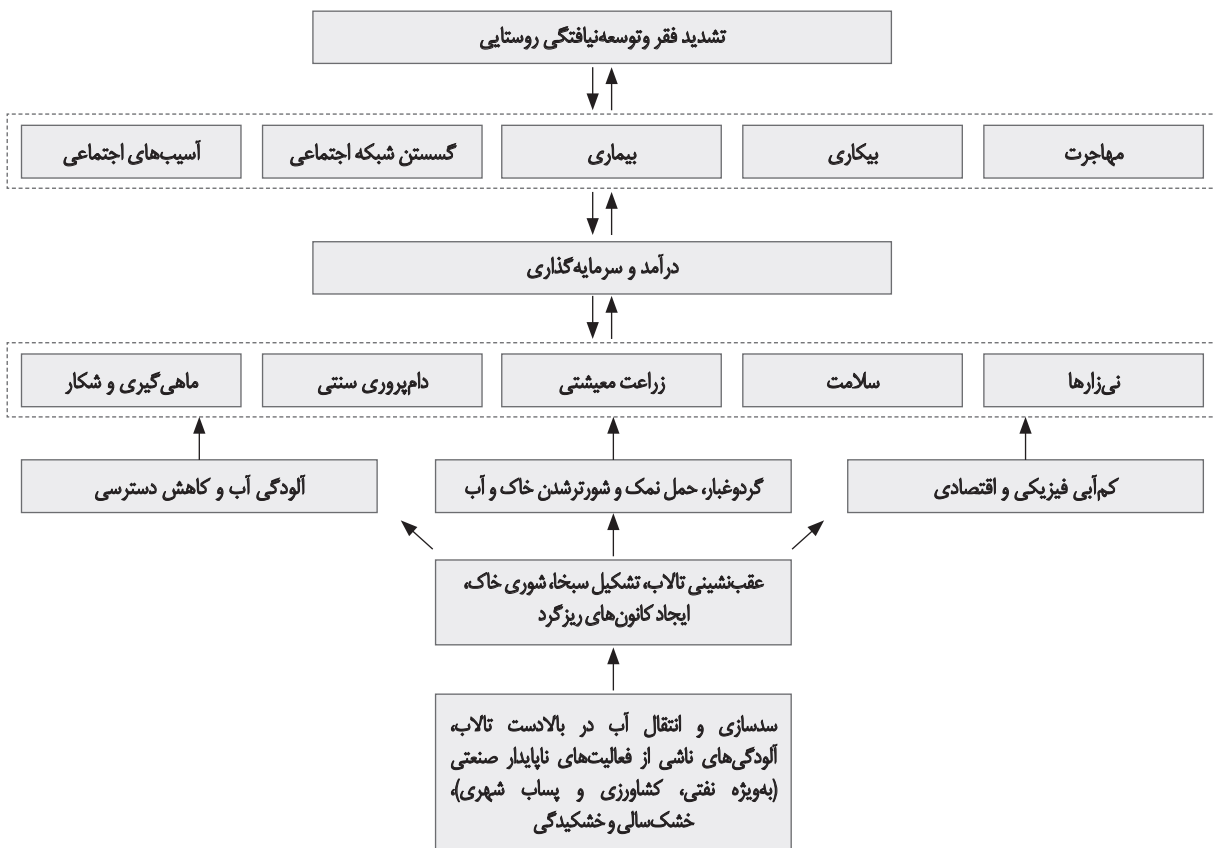 تشدید فقر وتوسعه‌نیافتگی روستایی
مهاجرت
بیکاری
بیماری
گسستن شبکه اجتماعی
آسیب‌های اجتماعی
درآمد و سرمایه‌گذاری
نی‌زارها
سلامت
زراعت معیشتی
دام‌پروری سنتی
ماهی‌گیری و شکار
کم‌آبی فیزیکی و اقتصادی
گردوغبار، حمل نمک و شورترشدن خاک و آب
آلودگی آب و کاهش دسترسی
عقب‌نشینی تالاب، تشکیل سبخا، شوری خاک،
ایجاد کانون‌های ریزگرد
سدسازی و انتقال آب در بالادست تالاب،
آلودگی‌های ناشی از فعالیت‌های ناپایدار صنعتی
(به‌ویژه نفتی، کشاورزی و پساب شهری)،
خشک‌سالی و خشکیدگی